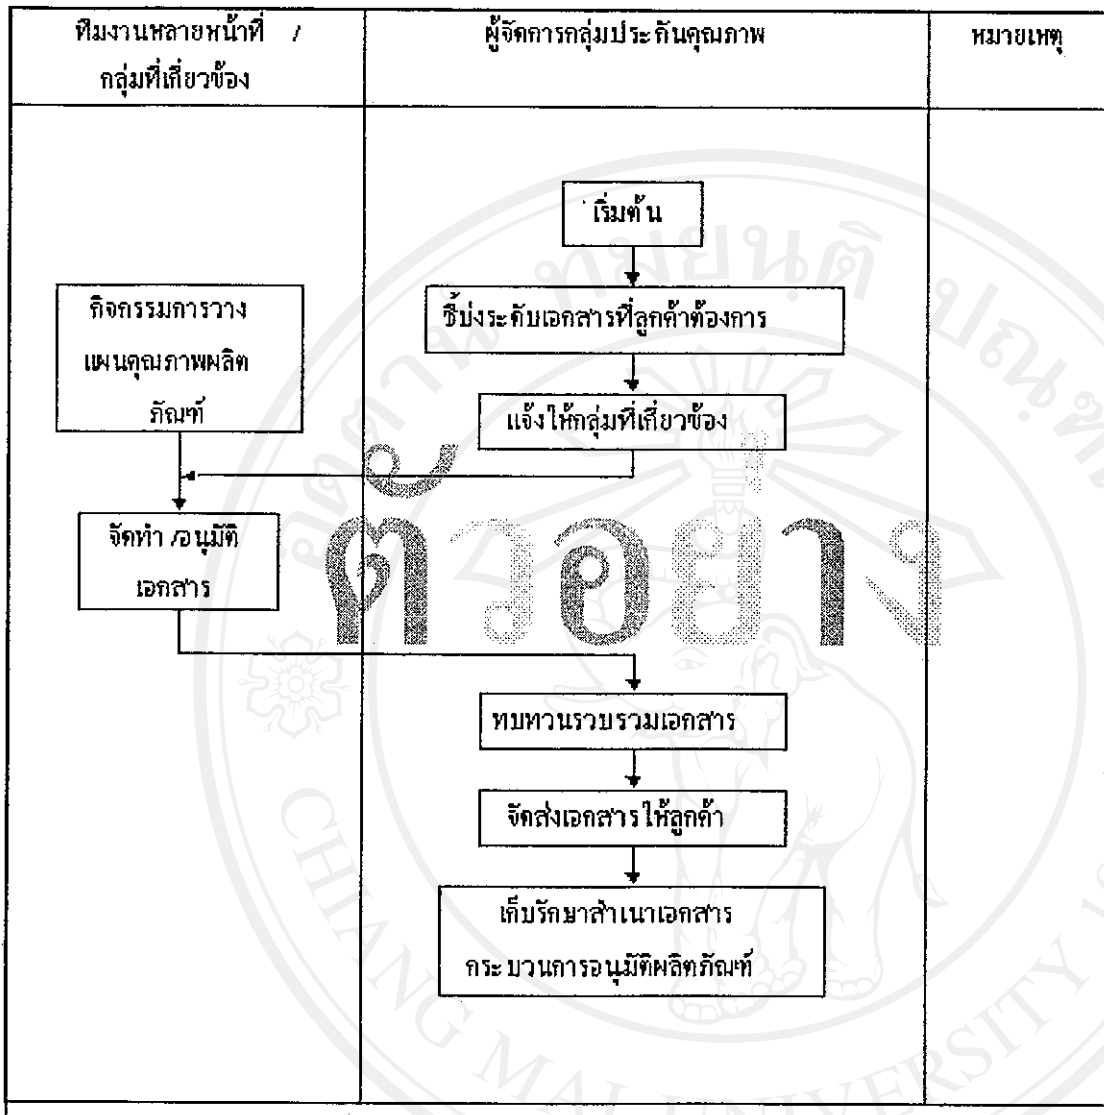 ทีมงานหลายหน้าที่ /
กลุ่มที่เกี่ยวข้อง
ผู้จัดการกลุ่มประกันคุณภาพ
หมายเหตุ
เริ่มต้น
ชี้บ่งระดับเอกสารที่ลูกค้าต้องการ
กิจกรรมการวาง
แผนคุณภาพผลิต
ภัณฑ์
แจ้งให้กลุ่มที่เกี่ยวข้อง
จัดทำ /อนุมัติ
เอกสาร
ตัวอย่าง
ทบทวนรวบรวมเอกสาร
จัดส่งเอกสารให้ลูกค้า
เก็บรักษาสำเนาเอกสาร
กระบวนการอนุมัติผลิตภัณฑ์
CHIANG MAI UNIVERSITY